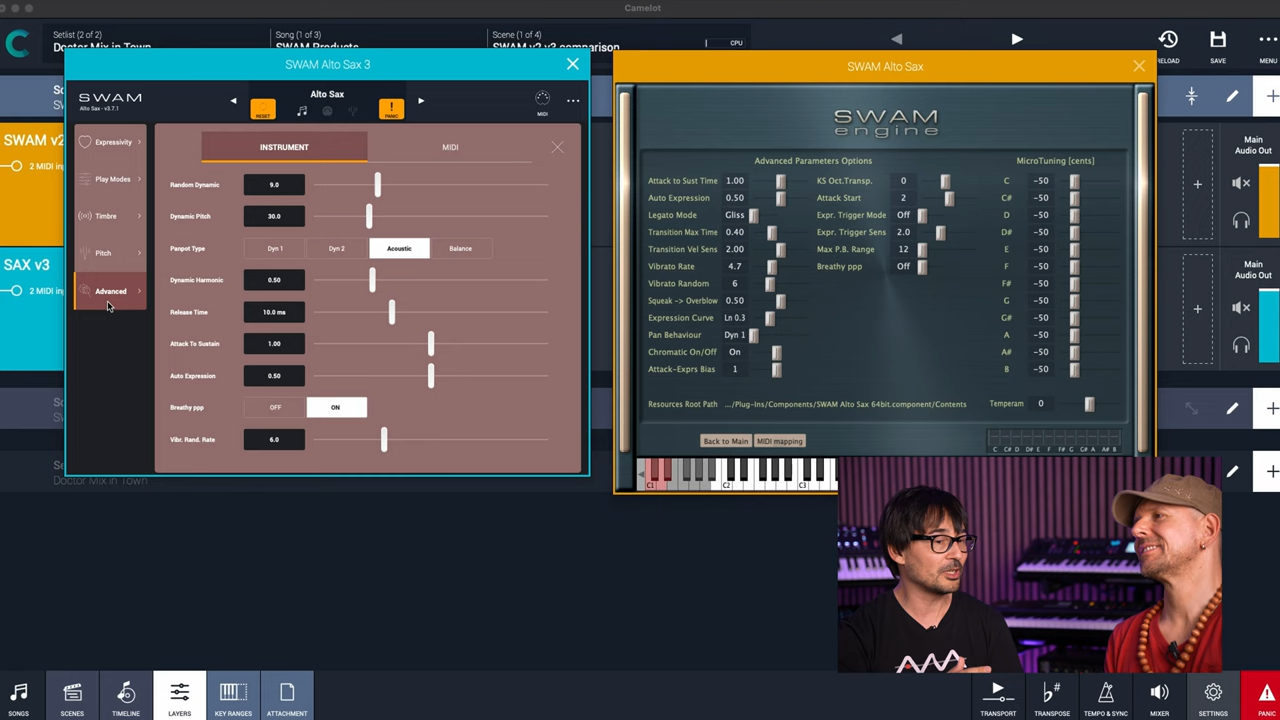 Camelot
Setlist (2 of 2)
Doctor Mix in Town
Song (1 of 3)
SWAM Products
Scene (1 of 4)
SWAM v2 v3 comparison
CPU
RELOAD
SAVE
MENU
SWAM Alto Sax 3
SWAM
Alto Sax - v3.7.1
Alto Sax
RESET
PANIC
MIDI
Expressivity
Play Modes
Timbre
Pitch
Advanced
INSTRUMENT
MIDI
Random Dynamic
9.0
Dynamic Pitch
30.0
Panpot Type
Dyn 1
Dyn 2
Acoustic
Balance
Dynamic Harmonic
0.50
Release Time
10.0 ms
Attack To Sustain
1.00
Auto Expression
0.50
Breathy ppp
OFF
ON
Vibr. Rand. Rate
6.0
SWAM v2
2 MIDI in
SAX v3
2 MIDI in
Doctor Mix in Town
SWAM Alto Sax
SWAM
engine
Advanced Parameters Options
Attack to Sust Time 1.00
Auto Expression 0.50
Legato Mode Gliss
Transition Max Time 0.40
Transition Vel Sens 2.00
Vibrato Rate 4.7
Vibrato Random 6
Squeak -> Overblow 0.50
Expression Curve Ln 0.3
Pan Behaviour Dyn 1
Chromatic On/Off On
Attack-Exprs Bias 1
KS Oct.Transp. 0
Attack Start 2
Expr. Trigger Mode Off
Expr. Trigger Sens 2.0
Max P.B. Range 12
Breathy ppp Off
MicroTuning [cents]
C -50
C# -50
D -50
D# -50
E -50
F -50
F# -50
G -50
G# -50
A -50
A# -50
B -50
Resources Root Path .../Plug-Ins/Components/SWAM Alto Sax 64bit.component/Contents
Temperam 0
Back to Main
MIDI mapping
C C# D D# E F F# G G# A A# B
C1
C2
C3
Main
Audio Out
Main
Audio Out
SONGS
SCENES
TIMELINE
LAYERS
KEY RANGES
ATTACHMENT
TRANSPORT
TRANSPOSE
TEMPO & SYNC
MIXER
SETTINGS
PANIC